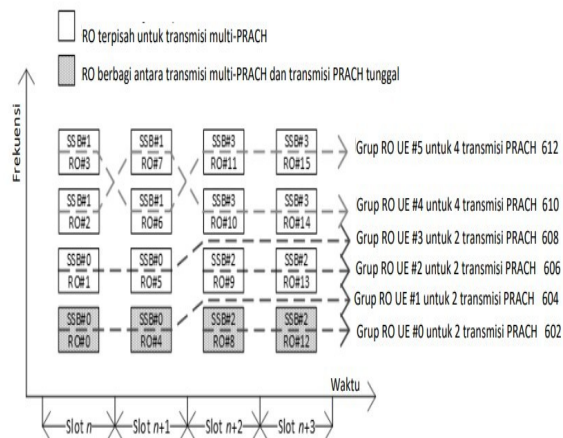 RO terpisah untuk transmisi multi-PRACH
RO berbagi antara transmisi multi-PRACH dan transmisi PRACH tunggal
Frekuensi
SSB#1 SSB#1 SSB#3 SSB#3
RO#3 RO#7 RO#11 RO#15
Grup RO UE #5 untuk 4 transmisi PRACH 612
SSB#1 SSB#1 SSB#3 SSB#3
RO#2 RO#6 RO#10 RO#14
Grup RO UE #4 untuk 4 transmisi PRACH 610
Grup RO UE #3 untuk 2 transmisi PRACH 608
SSB#0 SSB#0 SSB#2 SSB#2
RO#1 RO#5 RO#9 RO#13
Grup RO UE #2 untuk 2 transmisi PRACH 606
Grup RO UE #1 untuk 2 transmisi PRACH 604
SSB#0 SSB#0 SSB#2 SSB#2
RO#0 RO#4 RO#8 RO#12
Grup RO UE #0 untuk 2 transmisi PRACH 602
Waktu
Slot n Slot n+1 Slot n+2 Slot n+3